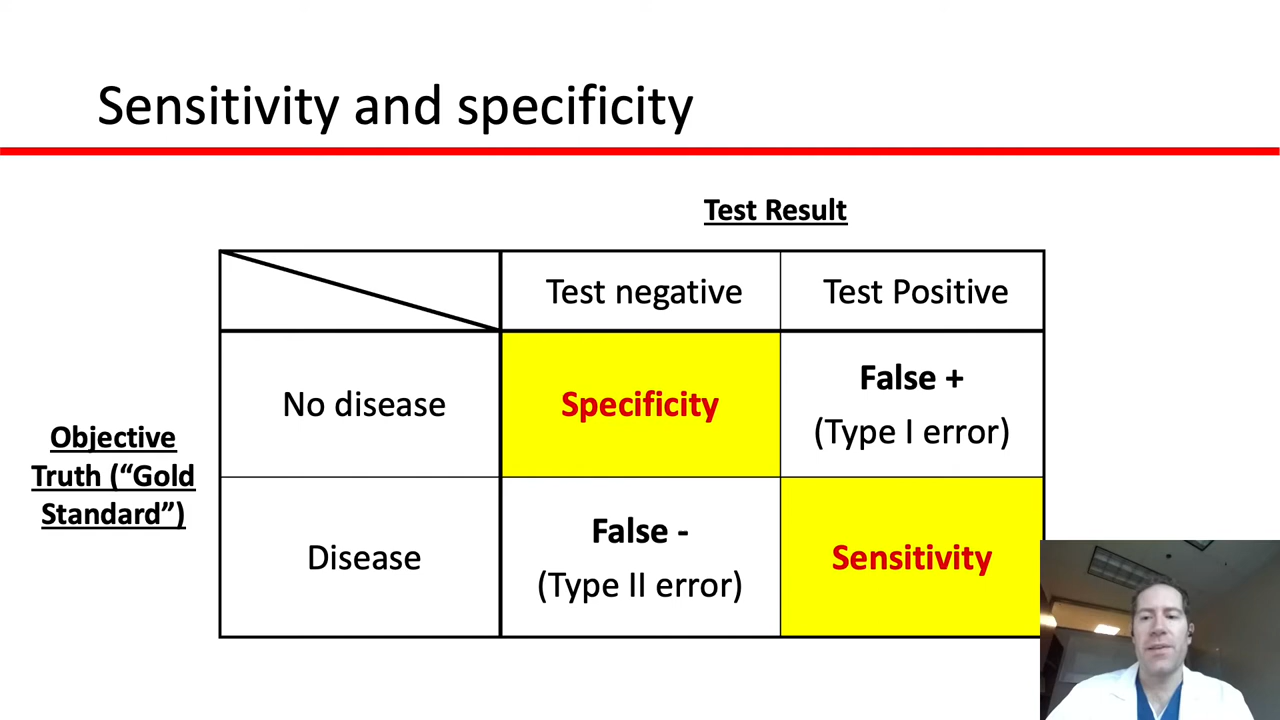 Sensitivity and specificity
Test Result
Test negative
Test Positive
No disease
Specificity
False +
(Type I error)
Objective
Truth (“Gold
Standard”)
Disease
False -
(Type II error)
Sensitivity